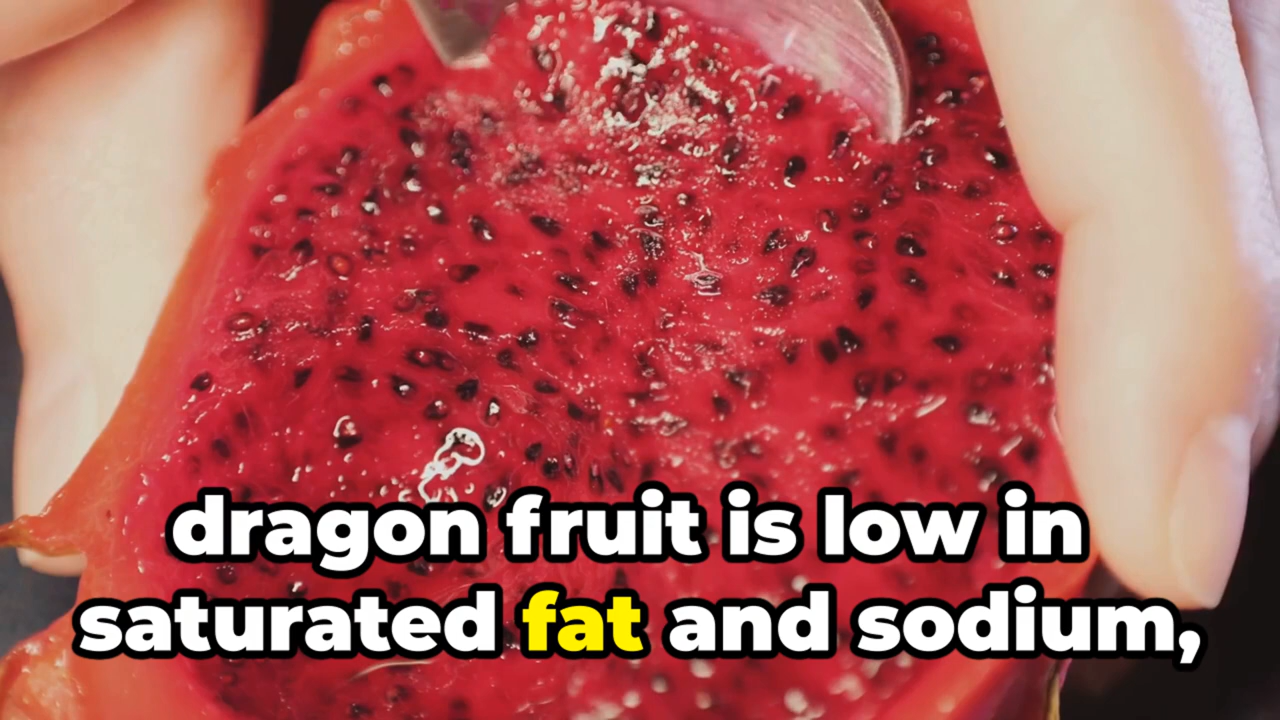 dragon fruit is low in
saturated fat and sodium,